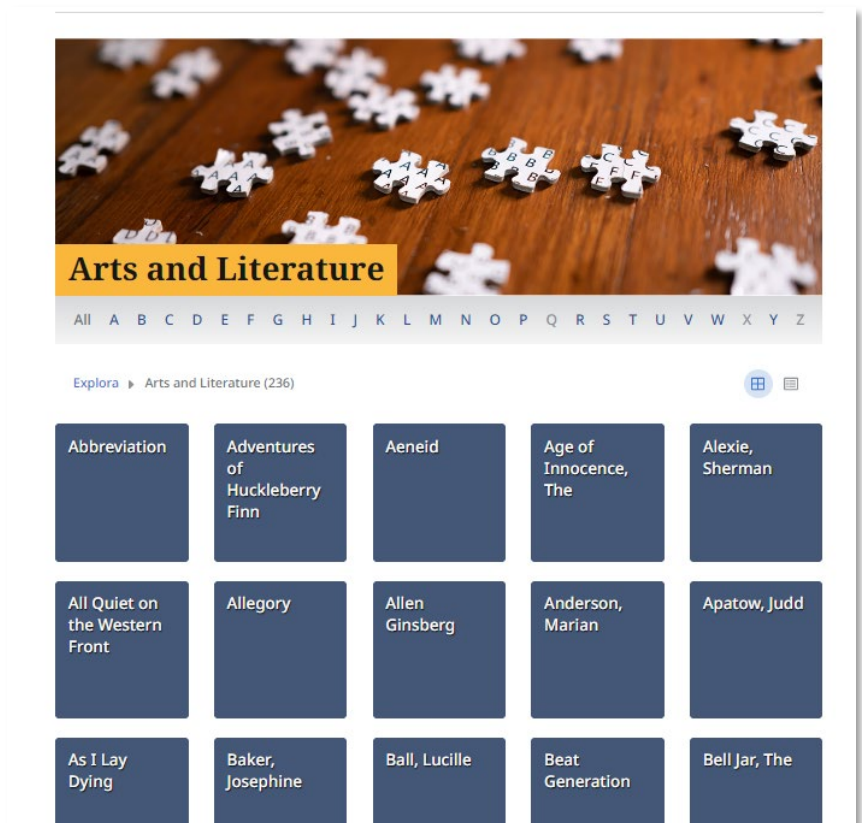 A A A A A
A A A A A A
B B B B B
C C C C
C F F F
D D T
B B
Arts and Literature
All A B C D E F G H I J K L M N O P Q R S T U V W X Y Z
Explora Arts and Literature (236)
Abbreviation
Adventures
of
Huckleberry
Finn
Aeneid
Age of
Innocence,
The
Alexie,
Sherman
All Quiet on
the Western
Front
Allegory
Allen
Ginsberg
Anderson,
Marian
Apatow, Judd
As I Lay
Dying
Baker,
Josephine
Ball, Lucille
Beat
Generation
Bell Jar, The